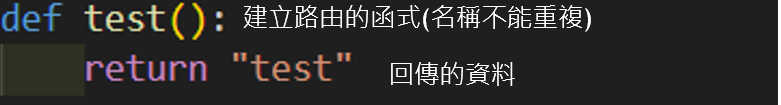 def test(): 建立路由的函式(名稱不能重複)
return "test" 回傳的資料